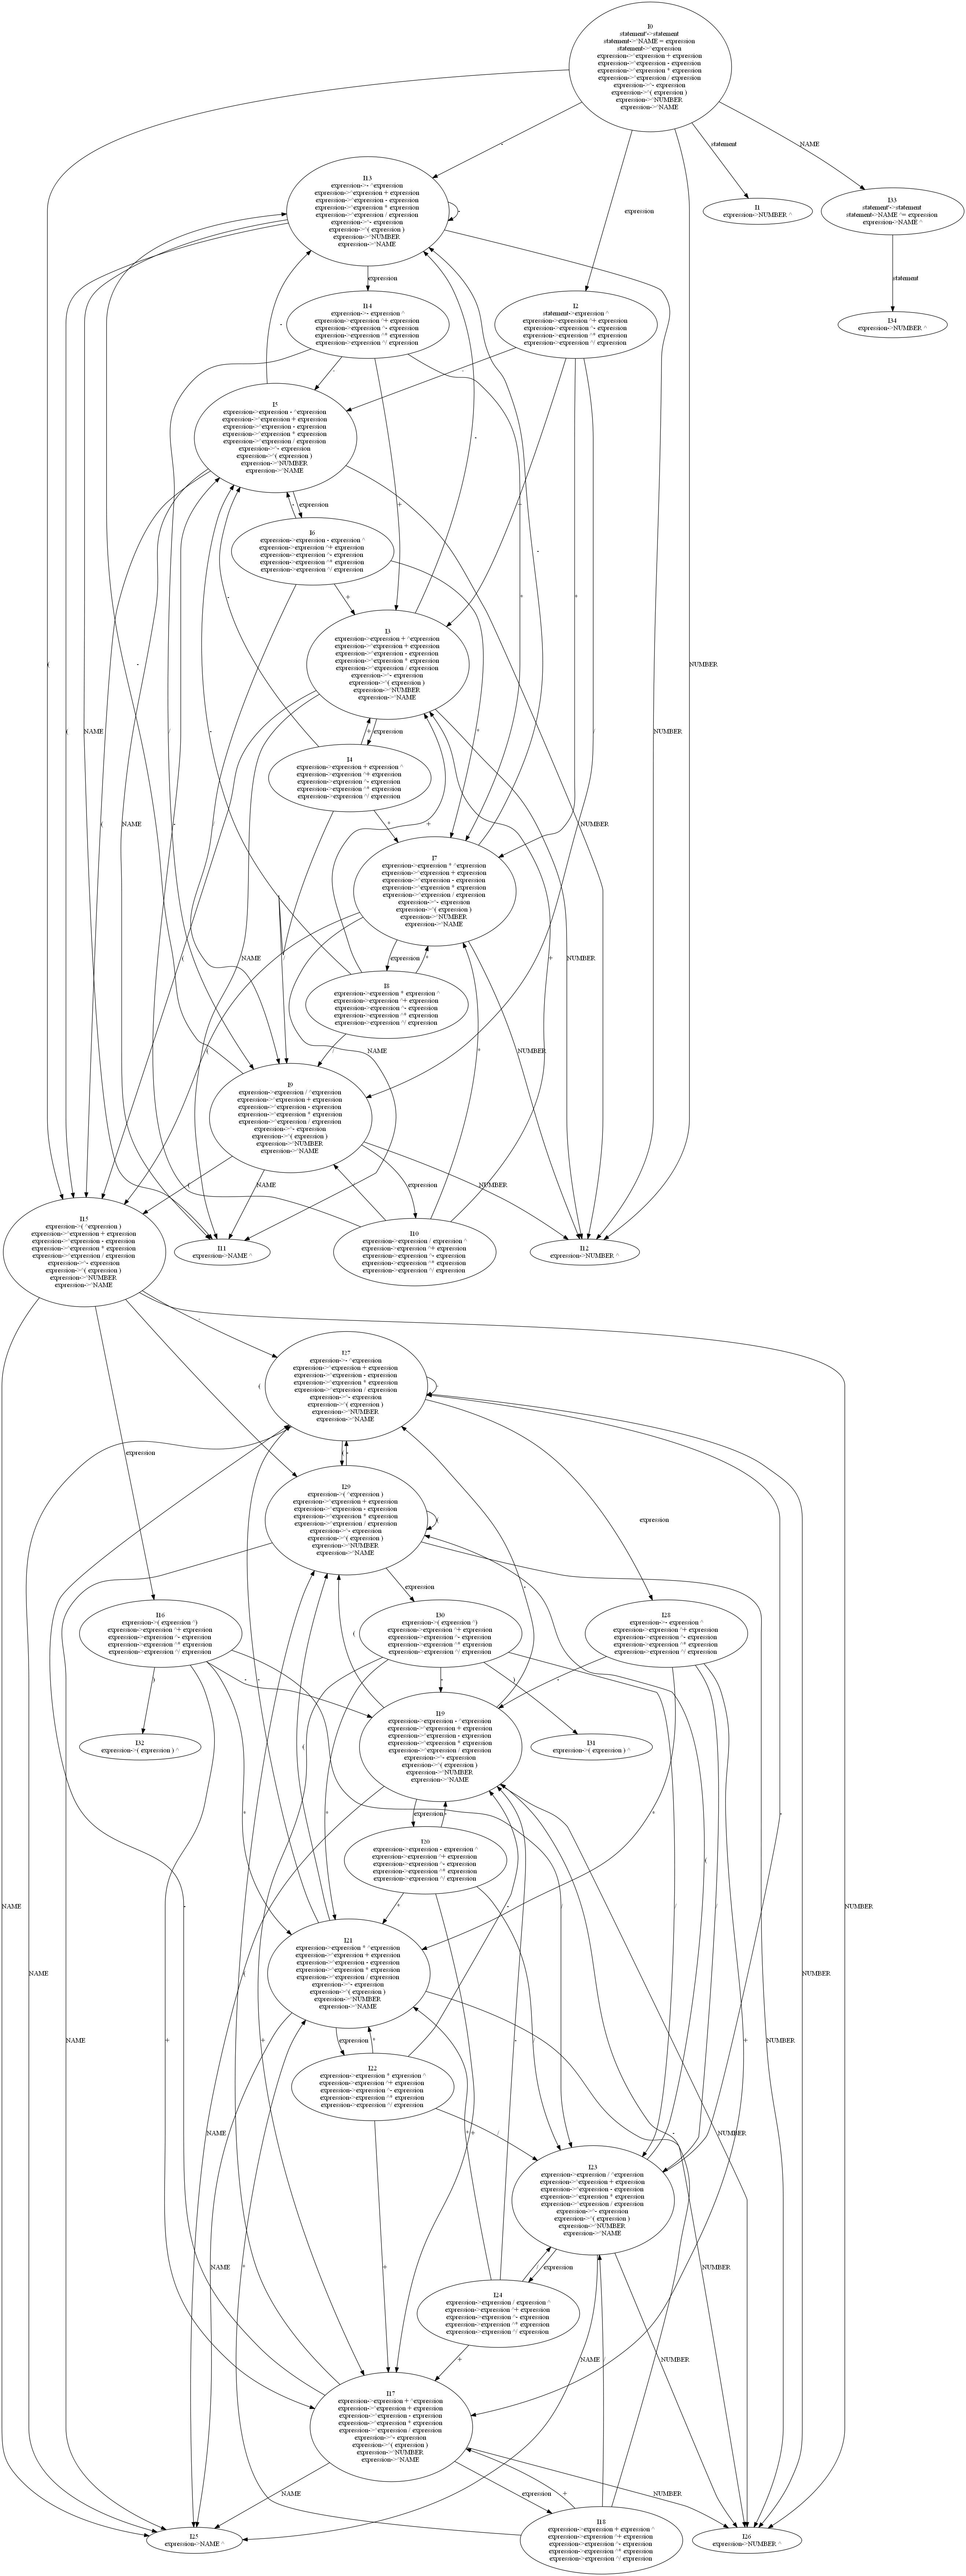 I0
statement'->statement
statement->^NAME = expression
statement->^expression
expression->^expression + expression
expression->^expression - expression
expression->^expression * expression
expression->^expression / expression
expression->^- expression
expression->^( expression )
expression->^NUMBER
expression->^NAME
-
expression
statement
NAME
I13
expression->- ^expression
expression->^expression + expression
expression->^expression - expression
expression->^expression * expression
expression->^expression / expression
expression->^- expression
expression->^( expression )
expression->^NUMBER
expression->^NAME
-
I1
expression->NUMBER ^
I33
statement'->statement
statement->NAME ^= expression
expression->NAME ^
expression
statement
I14
expression->- expression ^
expression->expression ^+ expression
expression->expression ^- expression
expression->expression ^* expression
expression->expression ^/ expression
I2
statement->expression ^
expression->expression ^+ expression
expression->expression ^- expression
expression->expression ^* expression
expression->expression ^/ expression
I34
expression->NUMBER ^
I5
expression->expression - ^expression
expression->^expression + expression
expression->^expression - expression
expression->^expression * expression
expression->^expression / expression
expression->^- expression
expression->^( expression )
expression->^NUMBER
expression->^NAME
expression
I6
expression->expression - expression ^
expression->expression ^+ expression
expression->expression ^- expression
expression->expression ^* expression
expression->expression ^/ expression
+
I3
expression->expression + ^expression
expression->^expression + expression
expression->^expression - expression
expression->^expression * expression
expression->^expression / expression
expression->^- expression
expression->^( expression )
expression->^NUMBER
expression->^NAME
(
-
NUMBER
(
NAME
/
*
NUMBER
+
expression
I4
expression->expression + expression ^
expression->expression ^+ expression
expression->expression ^- expression
expression->expression ^* expression
expression->expression ^/ expression
(
NAME
-
*
NUMBER
I7
expression->expression * ^expression
expression->^expression + expression
expression->^expression - expression
expression->^expression * expression
expression->^expression / expression
expression->^- expression
expression->^( expression )
expression->^NUMBER
expression->^NAME
(
NAME
/
expression
*
+
NUMBER
I8
expression->expression * expression ^
expression->expression ^+ expression
expression->expression ^- expression
expression->expression ^* expression
expression->expression ^/ expression
(
/
NAME
*
NUMBER
I9
expression->expression / ^expression
expression->^expression + expression
expression->^expression - expression
expression->^expression * expression
expression->^expression / expression
expression->^- expression
expression->^( expression )
expression->^NUMBER
expression->^NAME
(
NAME
expression
NUMBER
I15
expression->( ^expression )
expression->^expression + expression
expression->^expression - expression
expression->^expression * expression
expression->^expression / expression
expression->^- expression
expression->^( expression )
expression->^NUMBER
expression->^NAME
I11
expression->NAME ^
I10
expression->expression / expression ^
expression->expression ^+ expression
expression->expression ^- expression
expression->expression ^* expression
expression->expression ^/ expression
I12
expression->NUMBER ^
-
I27
expression->- ^expression
expression->^expression + expression
expression->^expression - expression
expression->^expression * expression
expression->^expression / expression
expression->^- expression
expression->^( expression )
expression->^NUMBER
expression->^NAME
(
expression
(
-
I29
expression->( ^expression )
expression->^expression + expression
expression->^expression - expression
expression->^expression * expression
expression->^expression / expression
expression->^- expression
expression->^( expression )
expression->^NUMBER
expression->^NAME
(
expression
expression
I16
expression->( expression ^)
expression->expression ^+ expression
expression->expression ^- expression
expression->expression ^* expression
expression->expression ^/ expression
I30
expression->( expression ^)
expression->expression ^+ expression
expression->expression ^- expression
expression->expression ^* expression
expression->expression ^/ expression
I28
expression->- expression ^
expression->expression ^+ expression
expression->expression ^- expression
expression->expression ^* expression
expression->expression ^/ expression
)
-
(
-
)
-
I32
expression->( expression ) ^
I19
expression->expression - ^expression
expression->^expression + expression
expression->^expression - expression
expression->^expression * expression
expression->^expression / expression
expression->^- expression
expression->^( expression )
expression->^NUMBER
expression->^NAME
I31
expression->( expression ) ^
expression
-
I20
expression->expression - expression ^
expression->expression ^+ expression
expression->expression ^- expression
expression->expression ^* expression
expression->expression ^/ expression
NAME
/
/
/
NUMBER
I21
expression->expression * ^expression
expression->^expression + expression
expression->^expression - expression
expression->^expression * expression
expression->^expression / expression
expression->^- expression
expression->^( expression )
expression->^NUMBER
expression->^NAME
NAME
NUMBER
NAME
+
-
(
+
expression
*
NUMBER
I22
expression->expression * expression ^
expression->expression ^+ expression
expression->expression ^- expression
expression->expression ^* expression
expression->expression ^/ expression
NAME
/
NUMBER
I23
expression->expression / ^expression
expression->^expression + expression
expression->^expression - expression
expression->^expression * expression
expression->^expression / expression
expression->^- expression
expression->^( expression )
expression->^NUMBER
expression->^NAME
NAME
+
/
expression
NUMBER
I24
expression->expression / expression ^
expression->expression ^+ expression
expression->expression ^- expression
expression->expression ^* expression
expression->expression ^/ expression
+
NAME
/
NUMBER
I17
expression->expression + ^expression
expression->^expression + expression
expression->^expression - expression
expression->^expression * expression
expression->^expression / expression
expression->^- expression
expression->^( expression )
expression->^NUMBER
expression->^NAME
NAME
expression
+
NUMBER
I25
expression->NAME ^
I18
expression->expression + expression ^
expression->expression ^+ expression
expression->expression ^- expression
expression->expression ^* expression
expression->expression ^/ expression
I26
expression->NUMBER ^